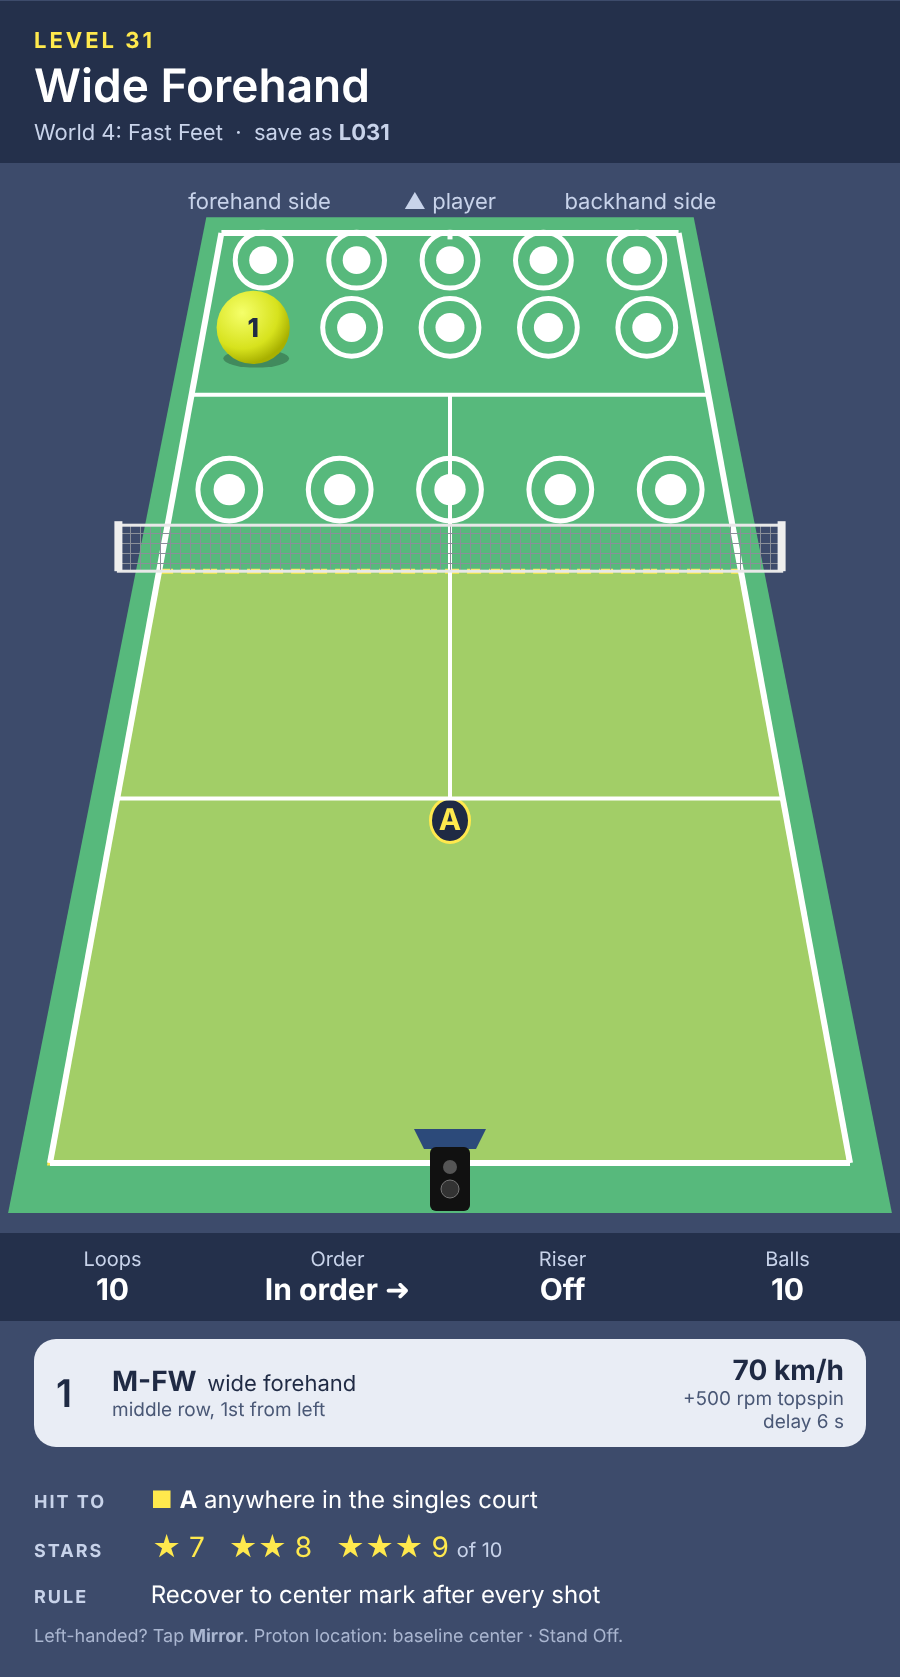 LEVEL 31
Wide Forehand
World 4: Fast Feet · save as L031
forehand side ▲ player backhand side
1
A
Loops Order Riser Balls
10 In order ➜ Off 10
1 M-FW wide forehand 70 km/h
middle row, 1st from left +500 rpm topspin
delay 6 s
HIT TO ■ A anywhere in the singles court
STARS ★ 7 ★★ 8 ★★★ 9 of 10
RULE Recover to center mark after every shot
Left-handed? Tap Mirror. Proton location: baseline center · Stand Off.